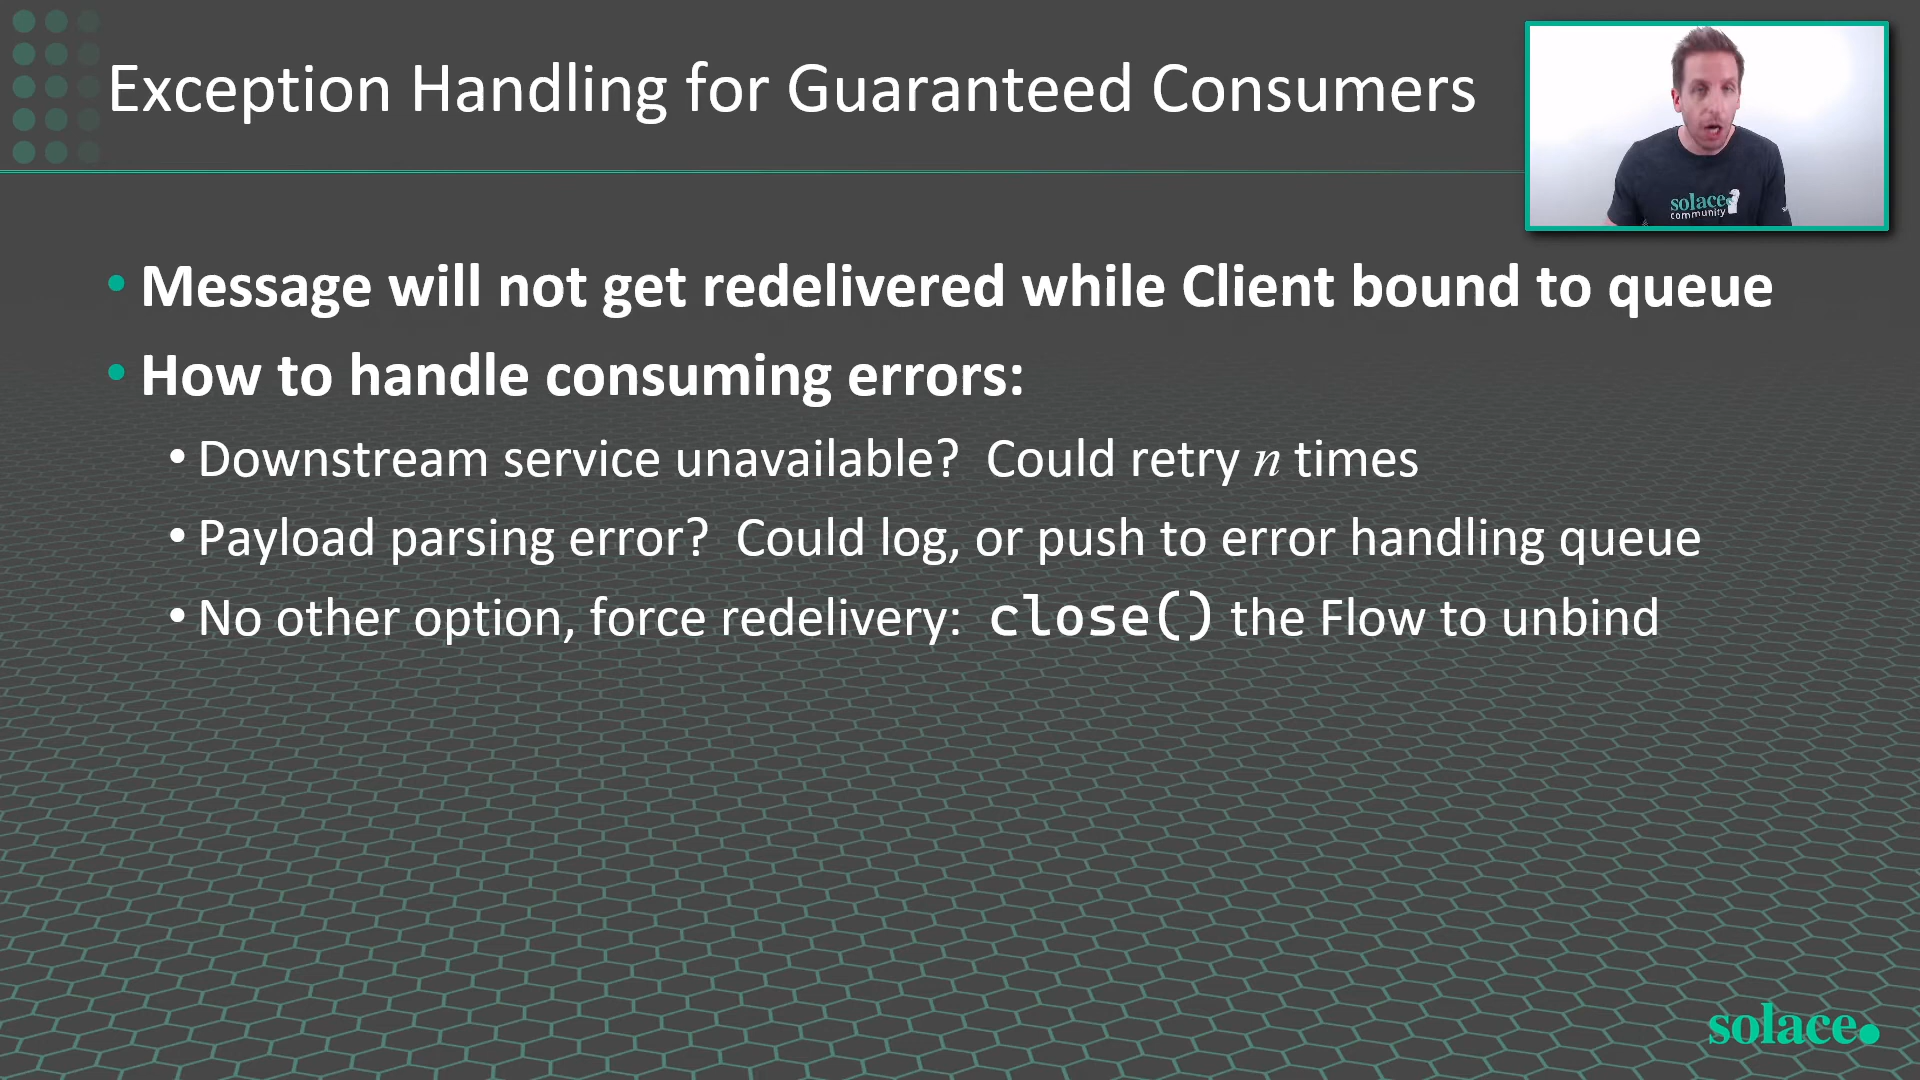 Exception Handling for Guaranteed Consumers
solace
community
• Message will not get redelivered while Client bound to queue
• How to handle consuming errors:
• Downstream service unavailable?  Could retry n times
• Payload parsing error?  Could log, or push to error handling queue
• No other option, force redelivery:  close() the Flow to unbind
solace